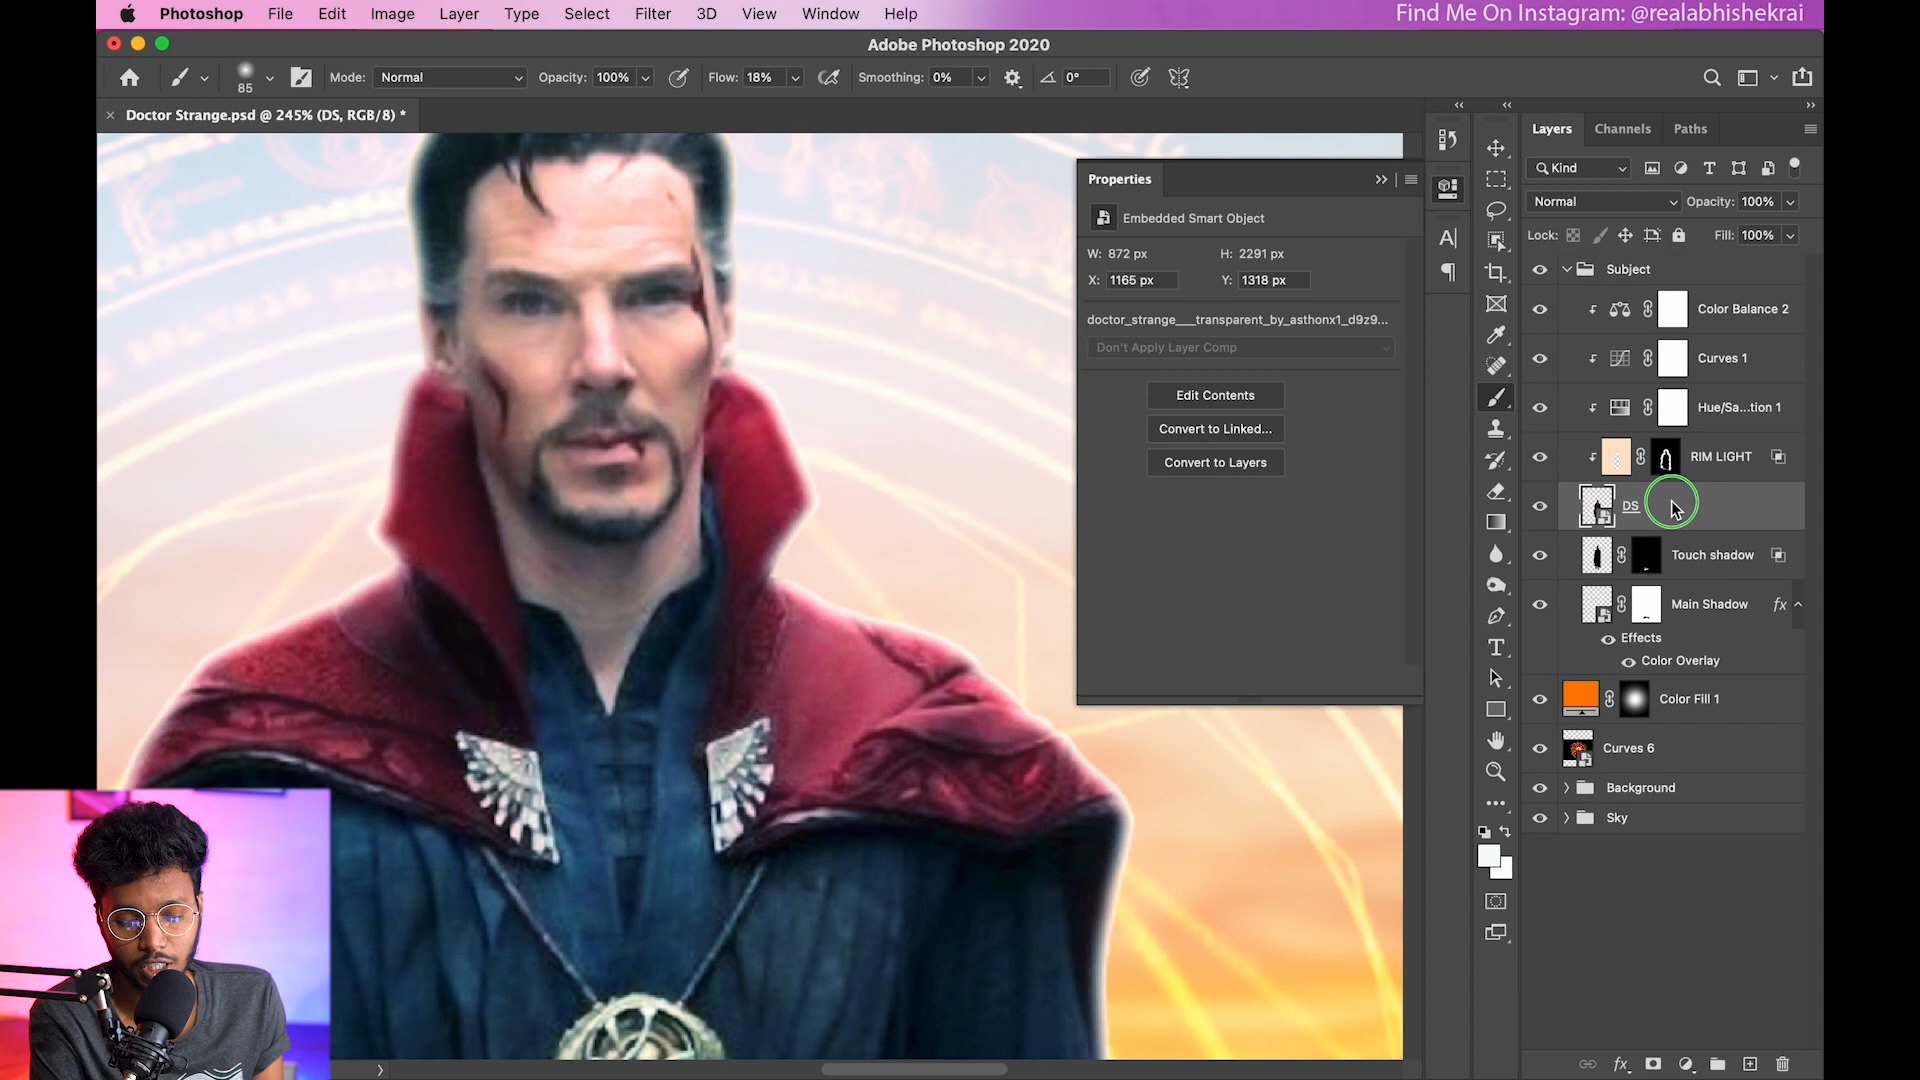 Photoshop File Edit Image Layer Type Select Filter 3D View Window Help
Find Me On Instagram: @realabhishekrai
Adobe Photoshop 2020
85 Mode: Normal Opacity: 100% Flow: 18% Smoothing: 0% 0°
Doctor Strange.psd @ 245% (DS, RGB/8) *
Properties
Embedded Smart Object
W: 872 px H: 2291 px
X: 1165 px Y: 1318 px
doctor_strange___transparent_by_asthonx1_d9z9...
Don't Apply Layer Comp
Edit Contents
Convert to Linked...
Convert to Layers
Layers Channels Paths
Kind
Normal Opacity: 100%
Lock: Fill: 100%
Subject
Color Balance 2
Curves 1
Hue/Sa...tion 1
RIM LIGHT
DS
Touch shadow
Main Shadow fx
Effects
Color Overlay
Color Fill 1
Curves 6
Background
Sky
fx